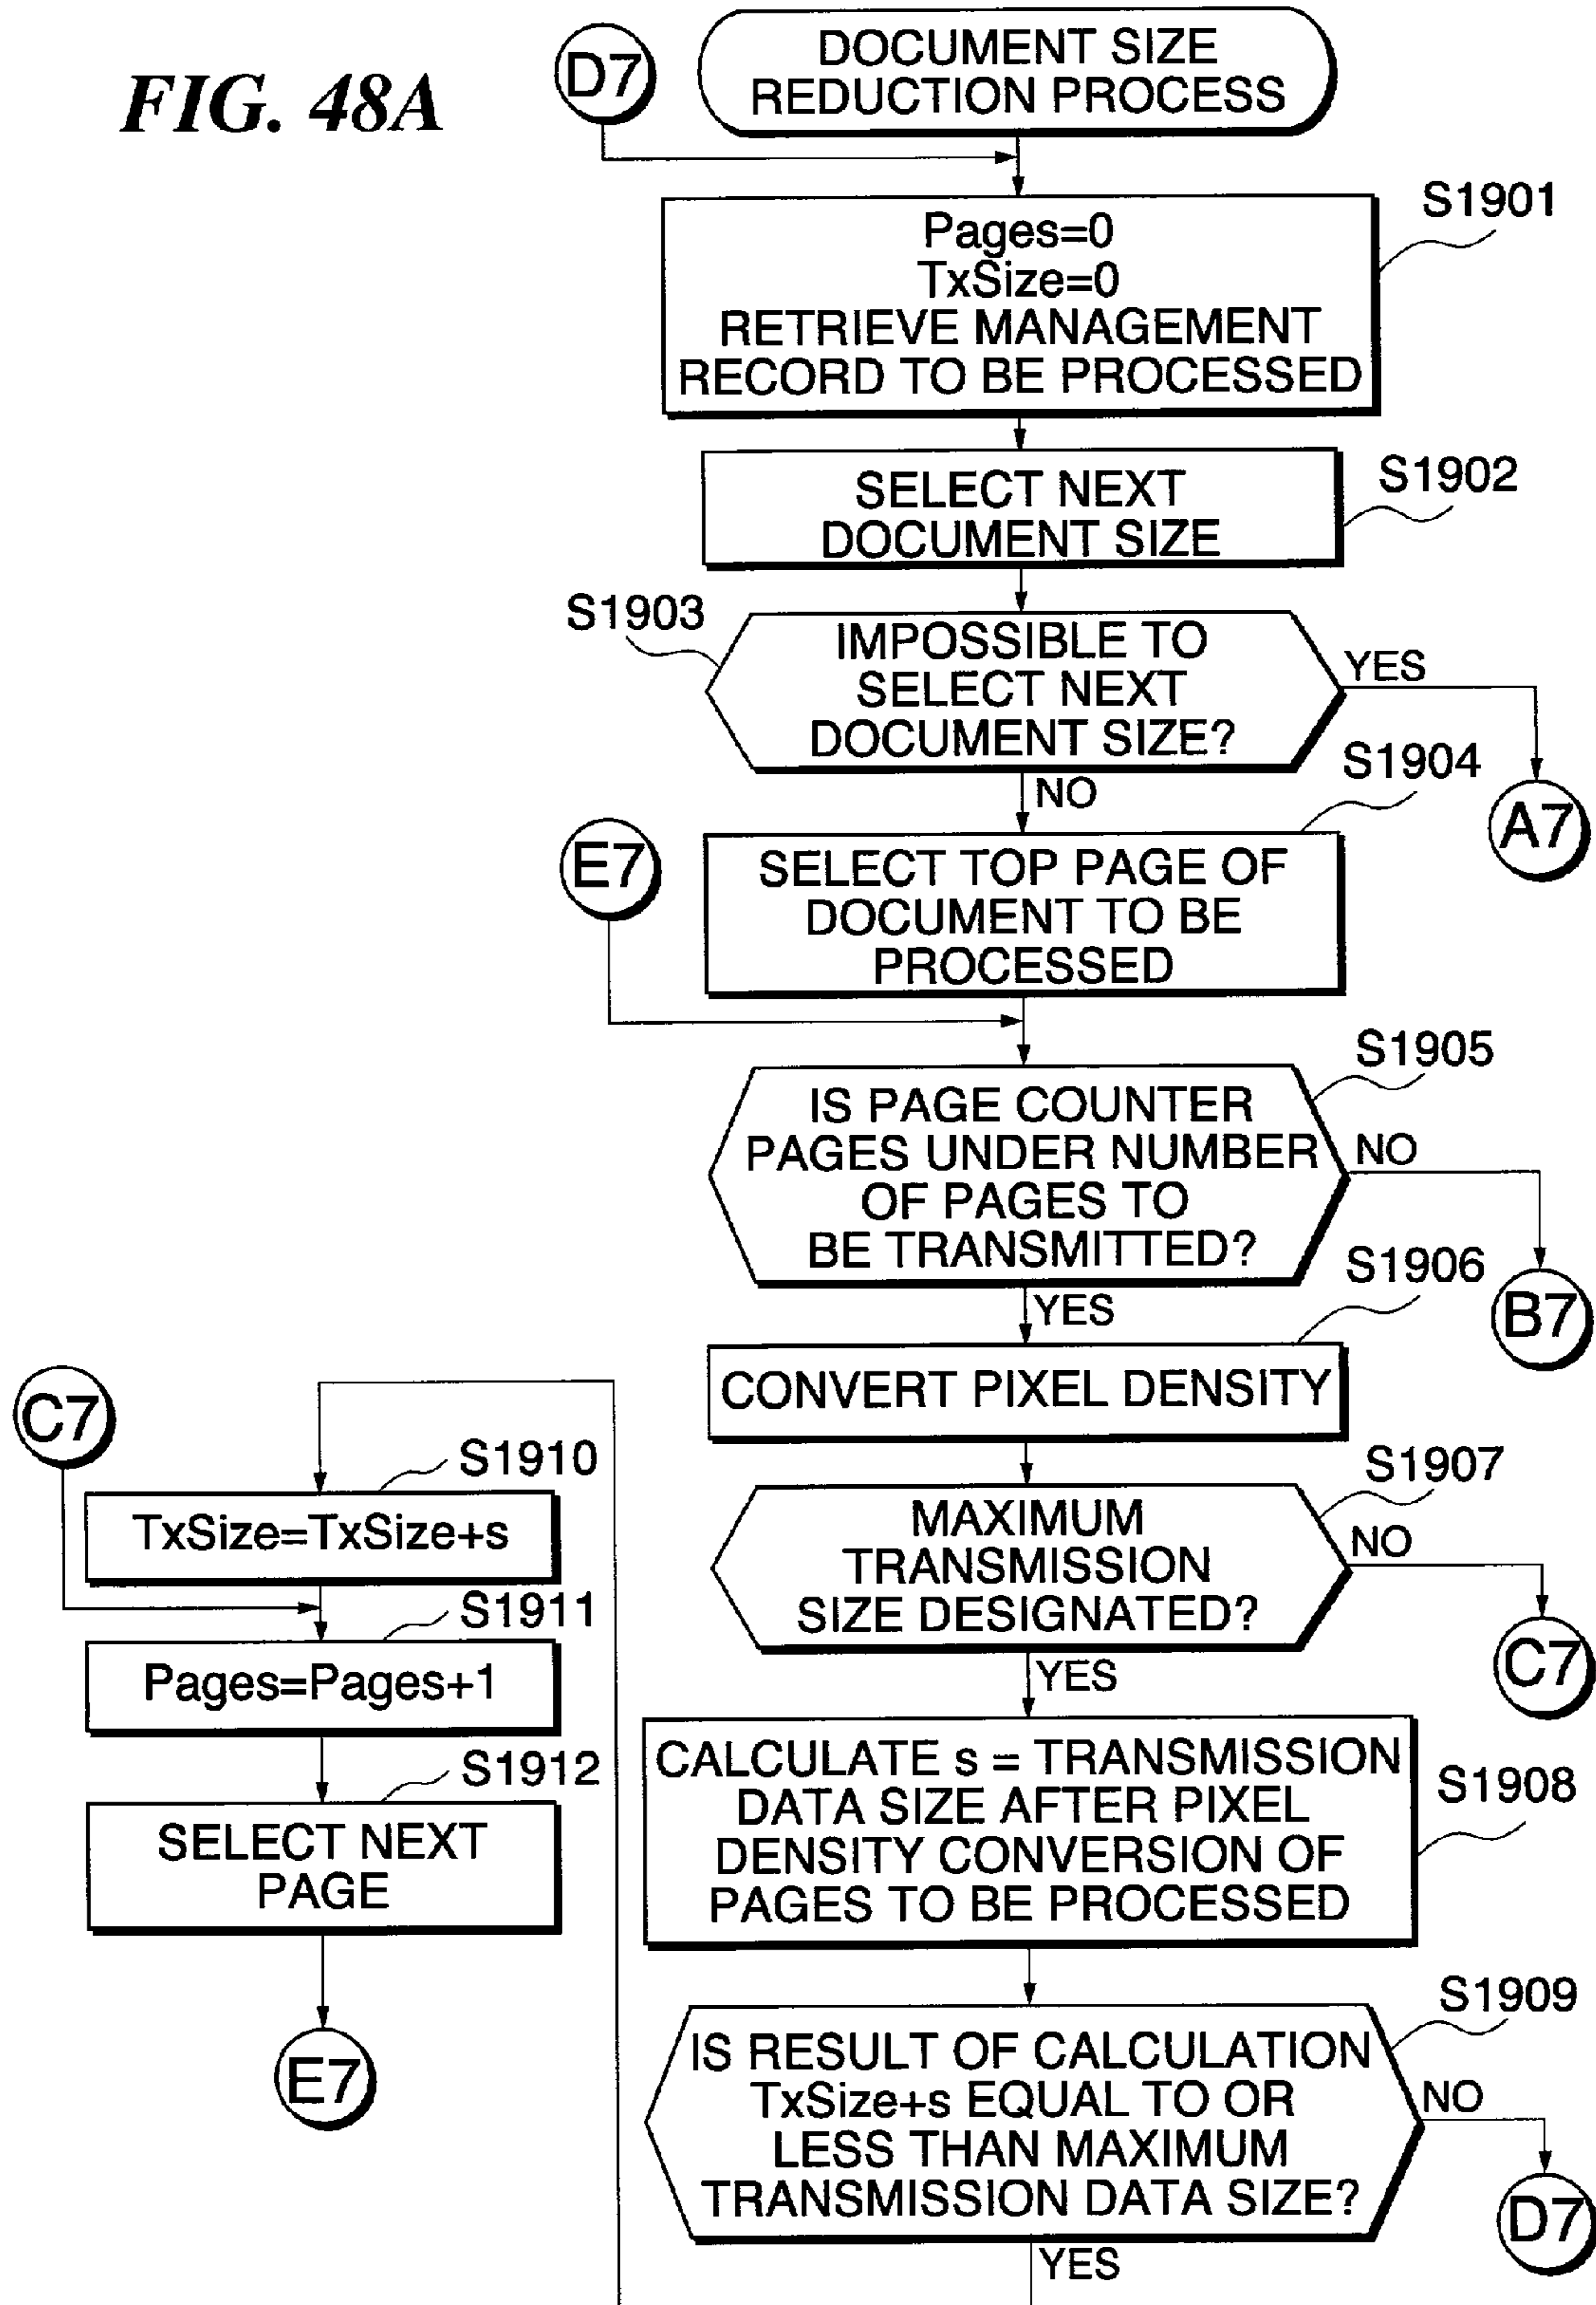 FIG. 48A
D7
DOCUMENT SIZE
REDUCTION PROCESS
S1901
Pages=0
TxSize=0
RETRIEVE MANAGEMENT
RECORD TO BE PROCESSED
S1902
SELECT NEXT
DOCUMENT SIZE
S1903
IMPOSSIBLE TO
SELECT NEXT
DOCUMENT SIZE?
YES
A7
NO
S1904
E7
SELECT TOP PAGE OF
DOCUMENT TO BE
PROCESSED
S1905
IS PAGE COUNTER
PAGES UNDER NUMBER
OF PAGES TO
BE TRANSMITTED?
NO
B7
YES
S1906
CONVERT PIXEL DENSITY
S1907
MAXIMUM
TRANSMISSION
SIZE DESIGNATED?
NO
C7
YES
S1908
CALCULATE s = TRANSMISSION
DATA SIZE AFTER PIXEL
DENSITY CONVERSION OF
PAGES TO BE PROCESSED
S1909
IS RESULT OF CALCULATION
TxSize+s EQUAL TO OR
LESS THAN MAXIMUM
TRANSMISSION DATA SIZE?
NO
D7
YES
C7
S1910
TxSize=TxSize+s
S1911
Pages=Pages+1
S1912
SELECT NEXT
PAGE
E7